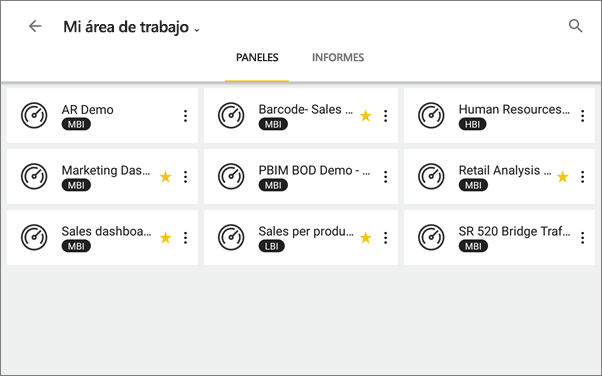 Mi área de trabajo
PANELES INFORMES
AR Demo
MBI
Barcode- Sales ...
MBI
Human Resources...
HBI
Marketing Das...
MBI
PBIM BOD Demo - ...
MBI
Retail Analysis ...
MBI
Sales dashboa...
MBI
Sales per produ...
LBI
SR 520 Bridge Traf...
MBI